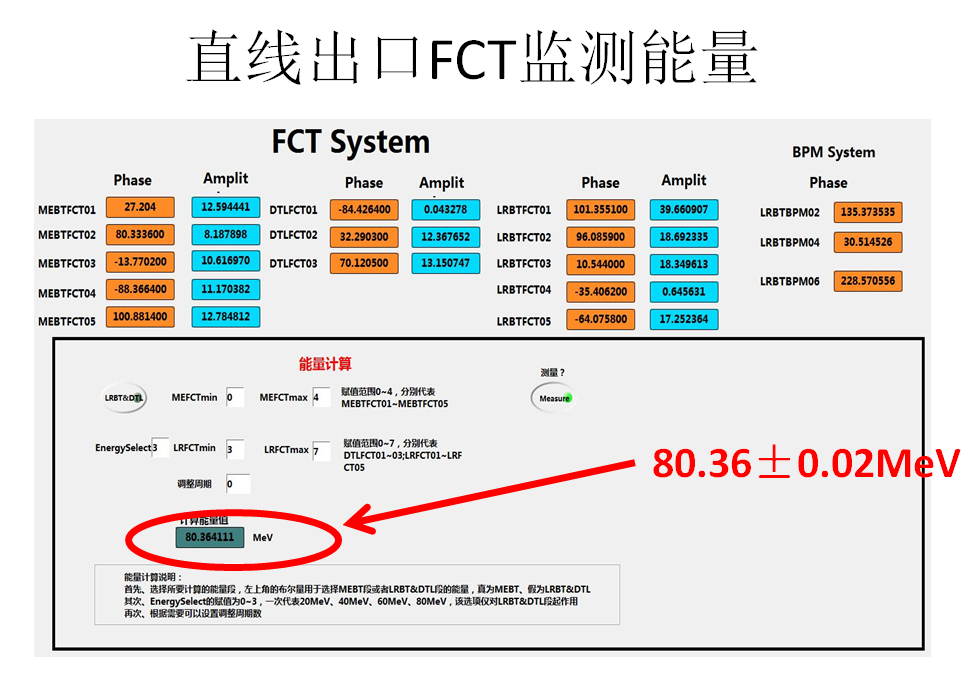 直线出口FCT监测能量
FCT System
BPM System
Phase Amplit Phase Amplit Phase Amplit Phase
MEBTFCT01 27.204 12.594441 DTLFCT01 -84.426400 0.043278 LRBTFCT01 101.355100 39.660907 LRBTBPM02 135.373535
MEBTFCT02 80.333600 8.187898 DTLFCT02 32.290300 12.367652 LRBTFCT02 96.085900 18.692335 LRBTBPM04 30.514526
MEBTFCT03 -13.770200 10.616970 DTLFCT03 70.120500 13.150747 LRBTFCT03 10.544000 18.349613 LRBTBPM06 228.570556
MEBTFCT04 -88.366400 11.170382 LRBTFCT04 -35.406200 0.645631
MEBTFCT05 100.881400 12.784812 LRBTFCT05 -64.075800 17.252364
能量计算
测量？
LRBT&DTL MEFCTmin 0 MEFCTmax 4 赋值范围0~4，分别代表
MEBTFCT01~MEBTFCT05
Measure
EnergySelect 3 LRFCTmin 3 LRFCTmax 7 赋值范围0~7，分别代表
DTLFCT01~03;LRFCT01~LRF
CT05
80.36±0.02MeV
调整周期 0
计算能量值
80.364111 MeV
能量计算说明：
首先、选择所要计算的能量段，左上角的布尔量用于选择MEBT段或者LRBT&DTL段的能量，真为MEBT、假为LRBT&DTL
其次、EnergySelect的赋值为0~3，一次代表20MeV、40MeV、60MeV、80MeV，该选项仅对LRBT&DTL段起作用
再次、根据需要可以设置调整周期数